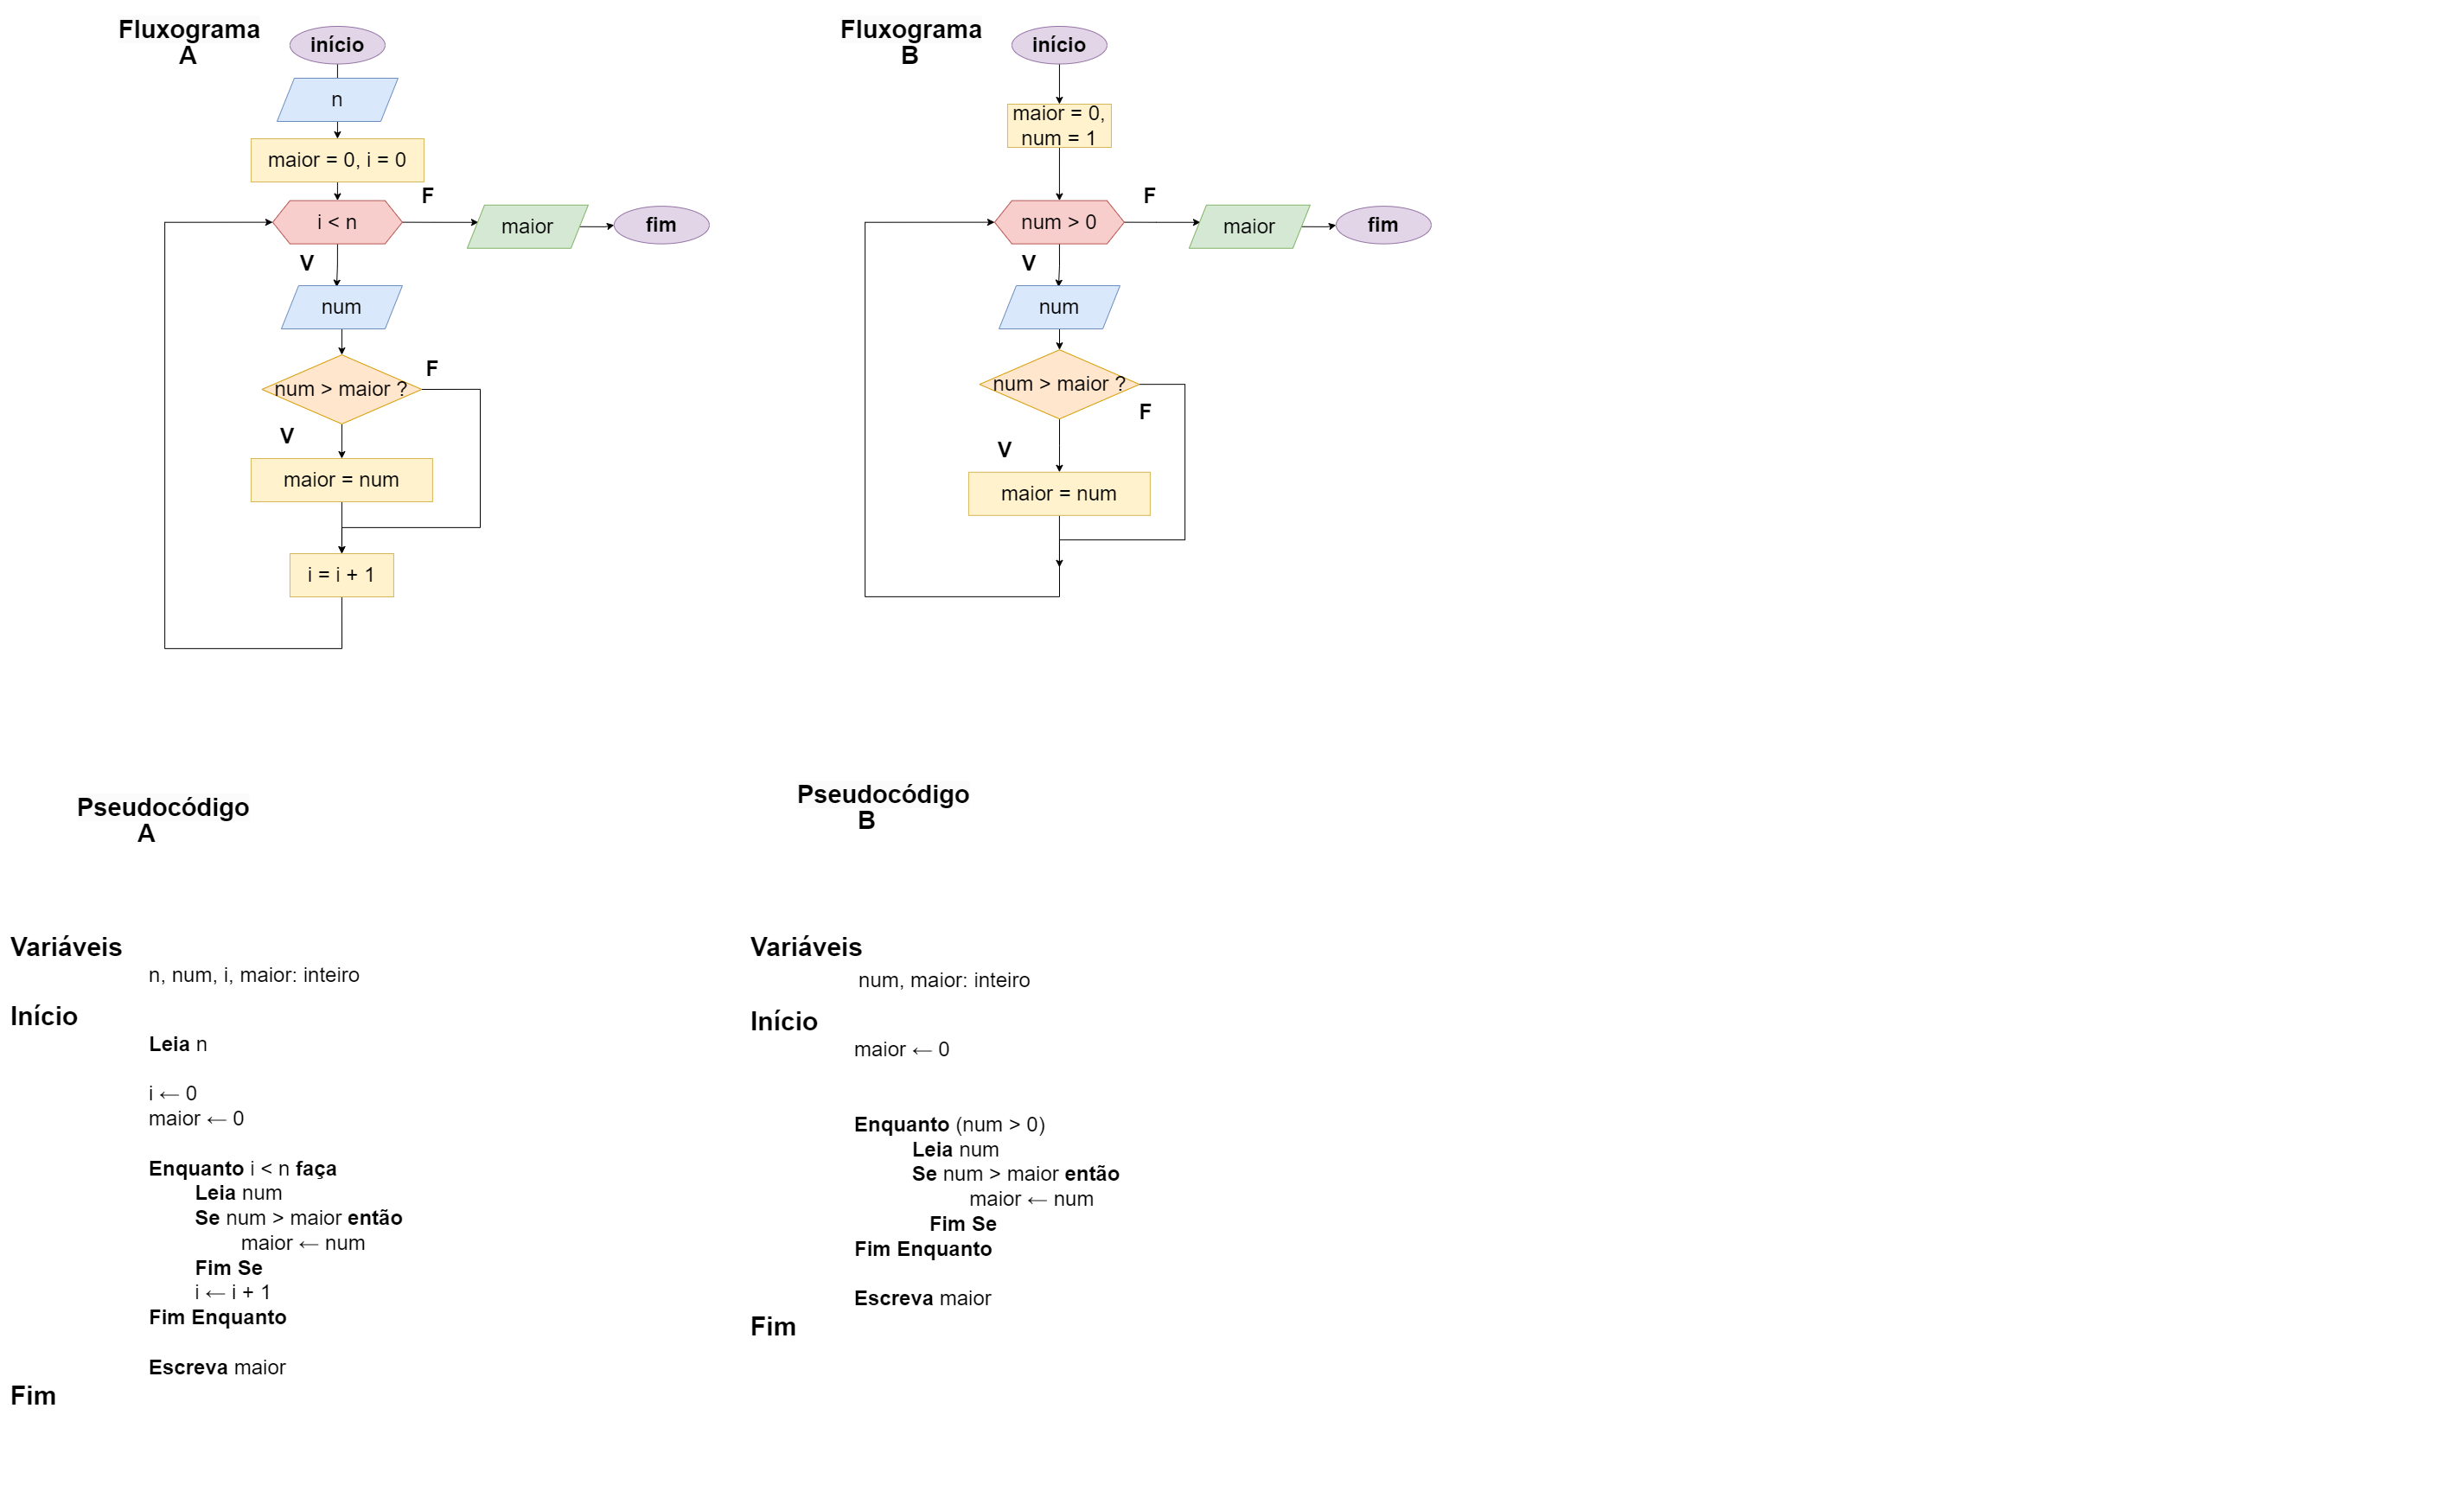 Fluxograma
A
início
n
maior = 0, i = 0
i < n
F
maior
fim
V
num
num > maior ?
F
V
maior = num
i = i + 1
Fluxograma
B
início
maior = 0,
num = 1
num > 0
F
maior
fim
V
num
num > maior ?
F
V
maior = num
Pseudocódigo
A
Variáveis
n, num, i, maior: inteiro
Início
Leia n
i ← 0
maior ← 0
Enquanto i < n faça
Leia num
Se num > maior então
maior ← num
Fim Se
i ← i + 1
Fim Enquanto
Escreva maior
Fim
Pseudocódigo
B
Variáveis
num, maior: inteiro
Início
maior ← 0
Enquanto (num > 0)
Leia num
Se num > maior então
maior ← num
Fim Se
Fim Enquanto
Escreva maior
Fim